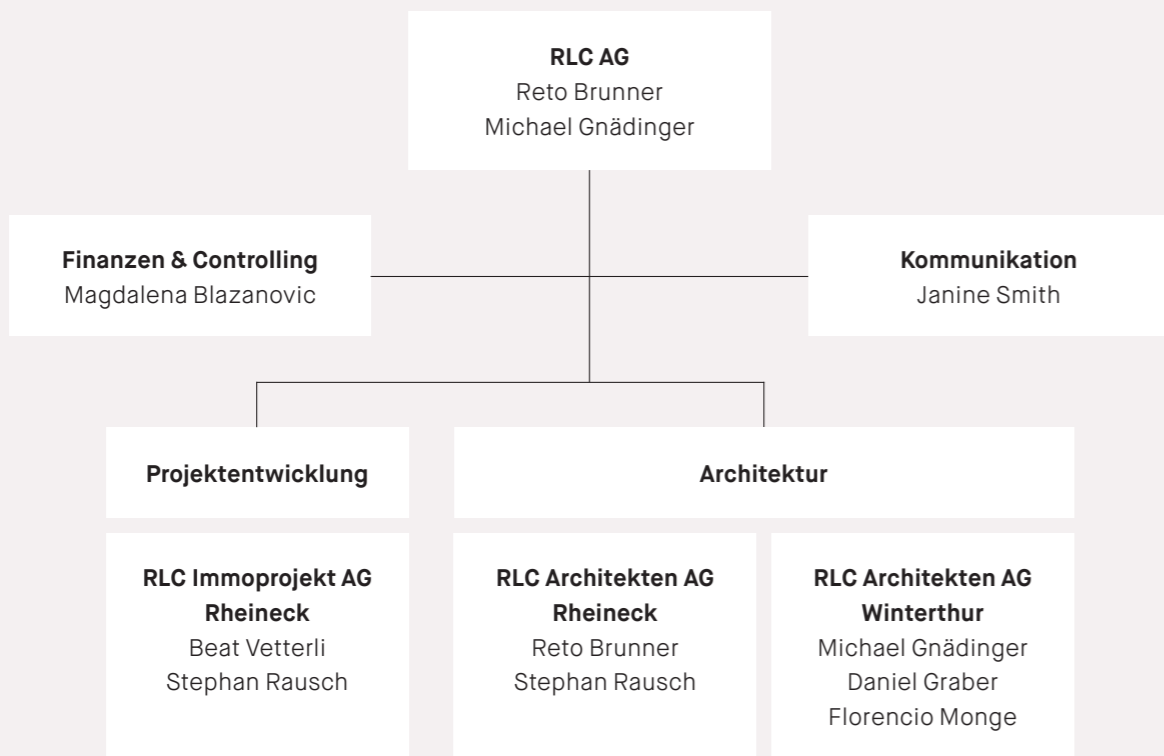 RLC AG
Reto Brunner
Michael Gnädinger
Finanzen & Controlling
Magdalena Blazanovic
Kommunikation
Janine Smith
Projektentwicklung
Architektur
RLC Immoprojekt AG
Rheineck
Beat Vetterli
Stephan Rausch
RLC Architekten AG
Rheineck
Reto Brunner
Stephan Rausch
RLC Architekten AG
Winterthur
Michael Gnädinger
Daniel Graber
Florencio Monge